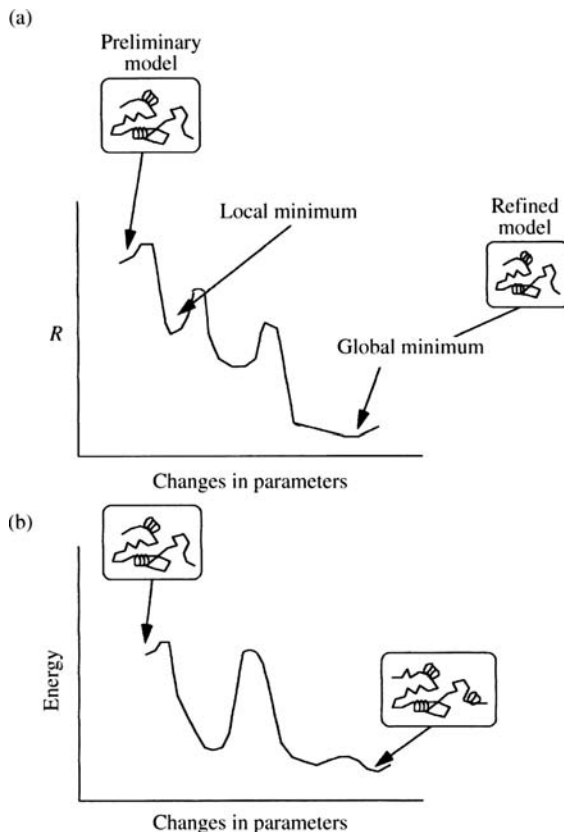 (a)
Preliminary
model
Local minimum
Refined
model
R
Global minimum
Changes in parameters
(b)
Energy
Changes in parameters